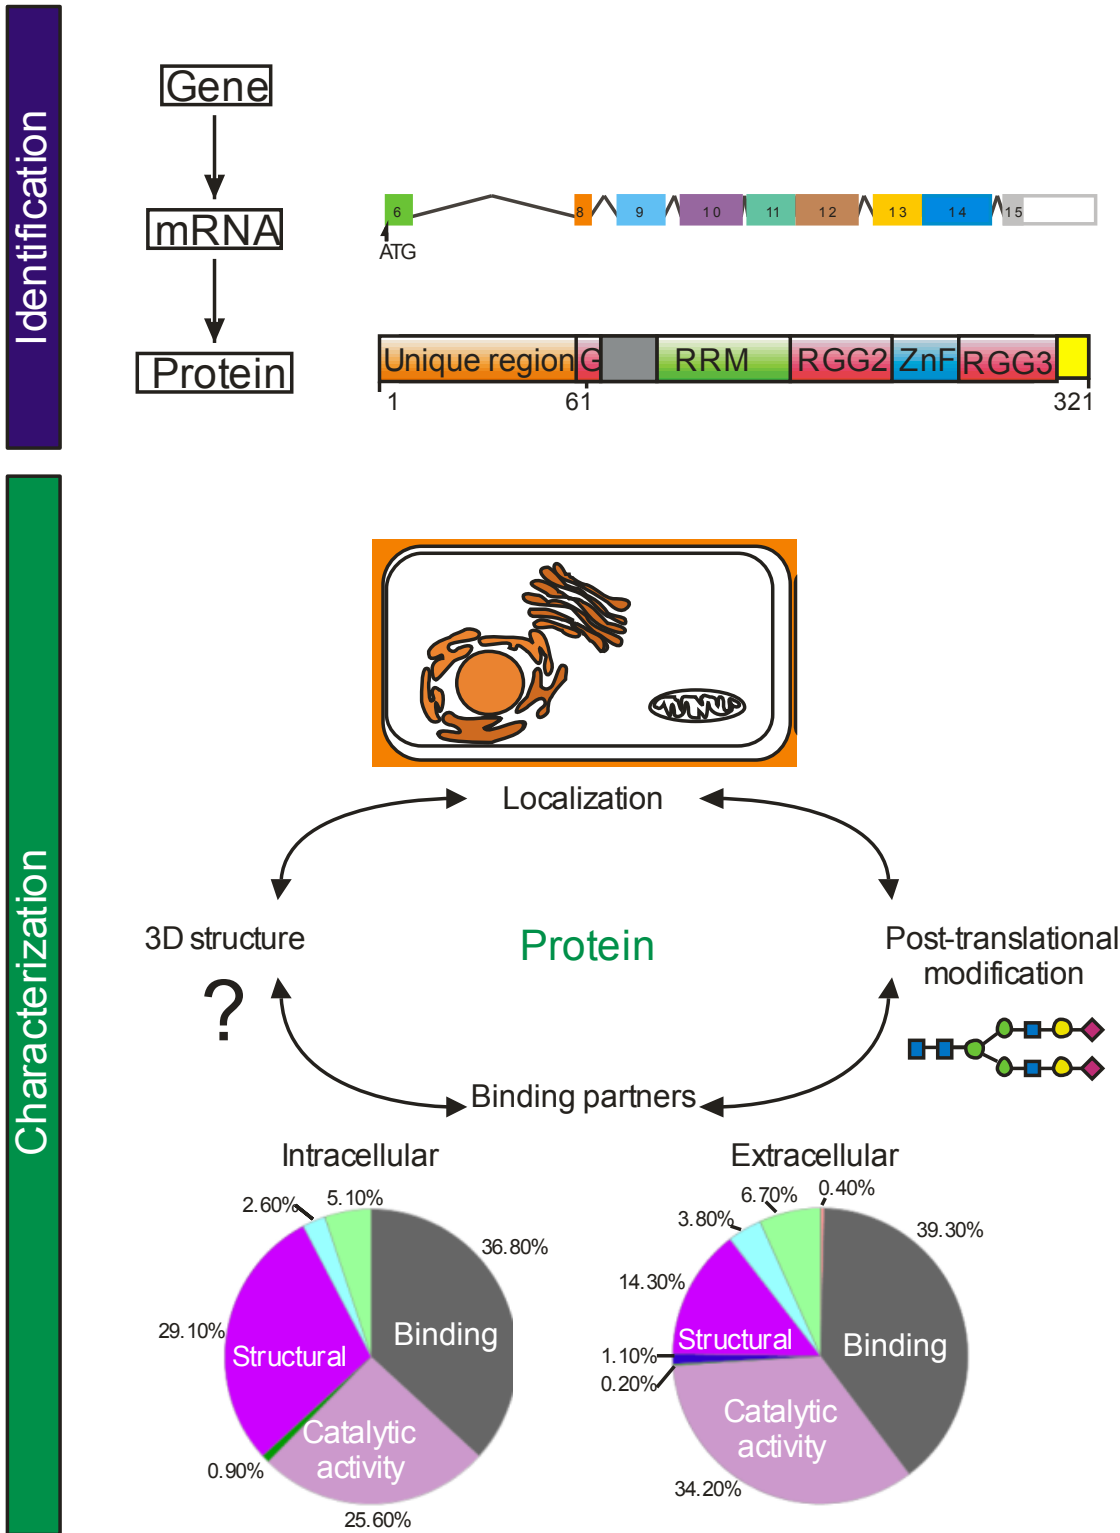 Identification
Gene
mRNA
6 8 9 10 11 12 13 14 15
ATG
Protein
Unique region G RRM RGG2 ZnF RGG3
1 61 321
Characterization
Localization
3D structure
?
Protein
Post-translational
modification
Binding partners
Intracellular
2.60%
5.10%
36.80%
29.10%
Structural
Binding
Catalytic
activity
0.90%
25.60%
Extracellular
0.40%
6.70%
3.80%
39.30%
14.30%
Structural
Binding
1.10%
0.20%
Catalytic
activity
34.20%